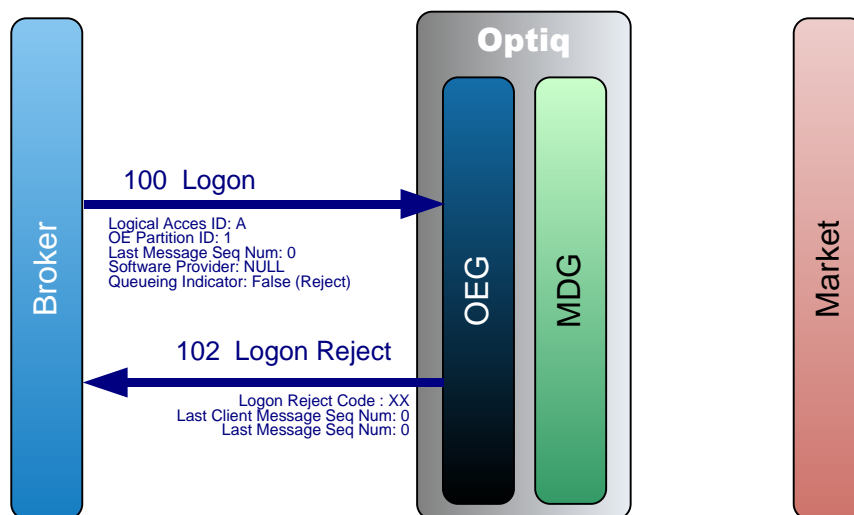 Optiq
Broker
100 Logon
Logical Acces ID: A
OE Partition ID: 1
Last Message Seq Num: 0
Software Provider: NULL
Queueing Indicator: False (Reject)
OEG
MDG
Market
102 Logon Reject
Logon Reject Code : XX
Last Client Message Seq Num: 0
Last Message Seq Num: 0